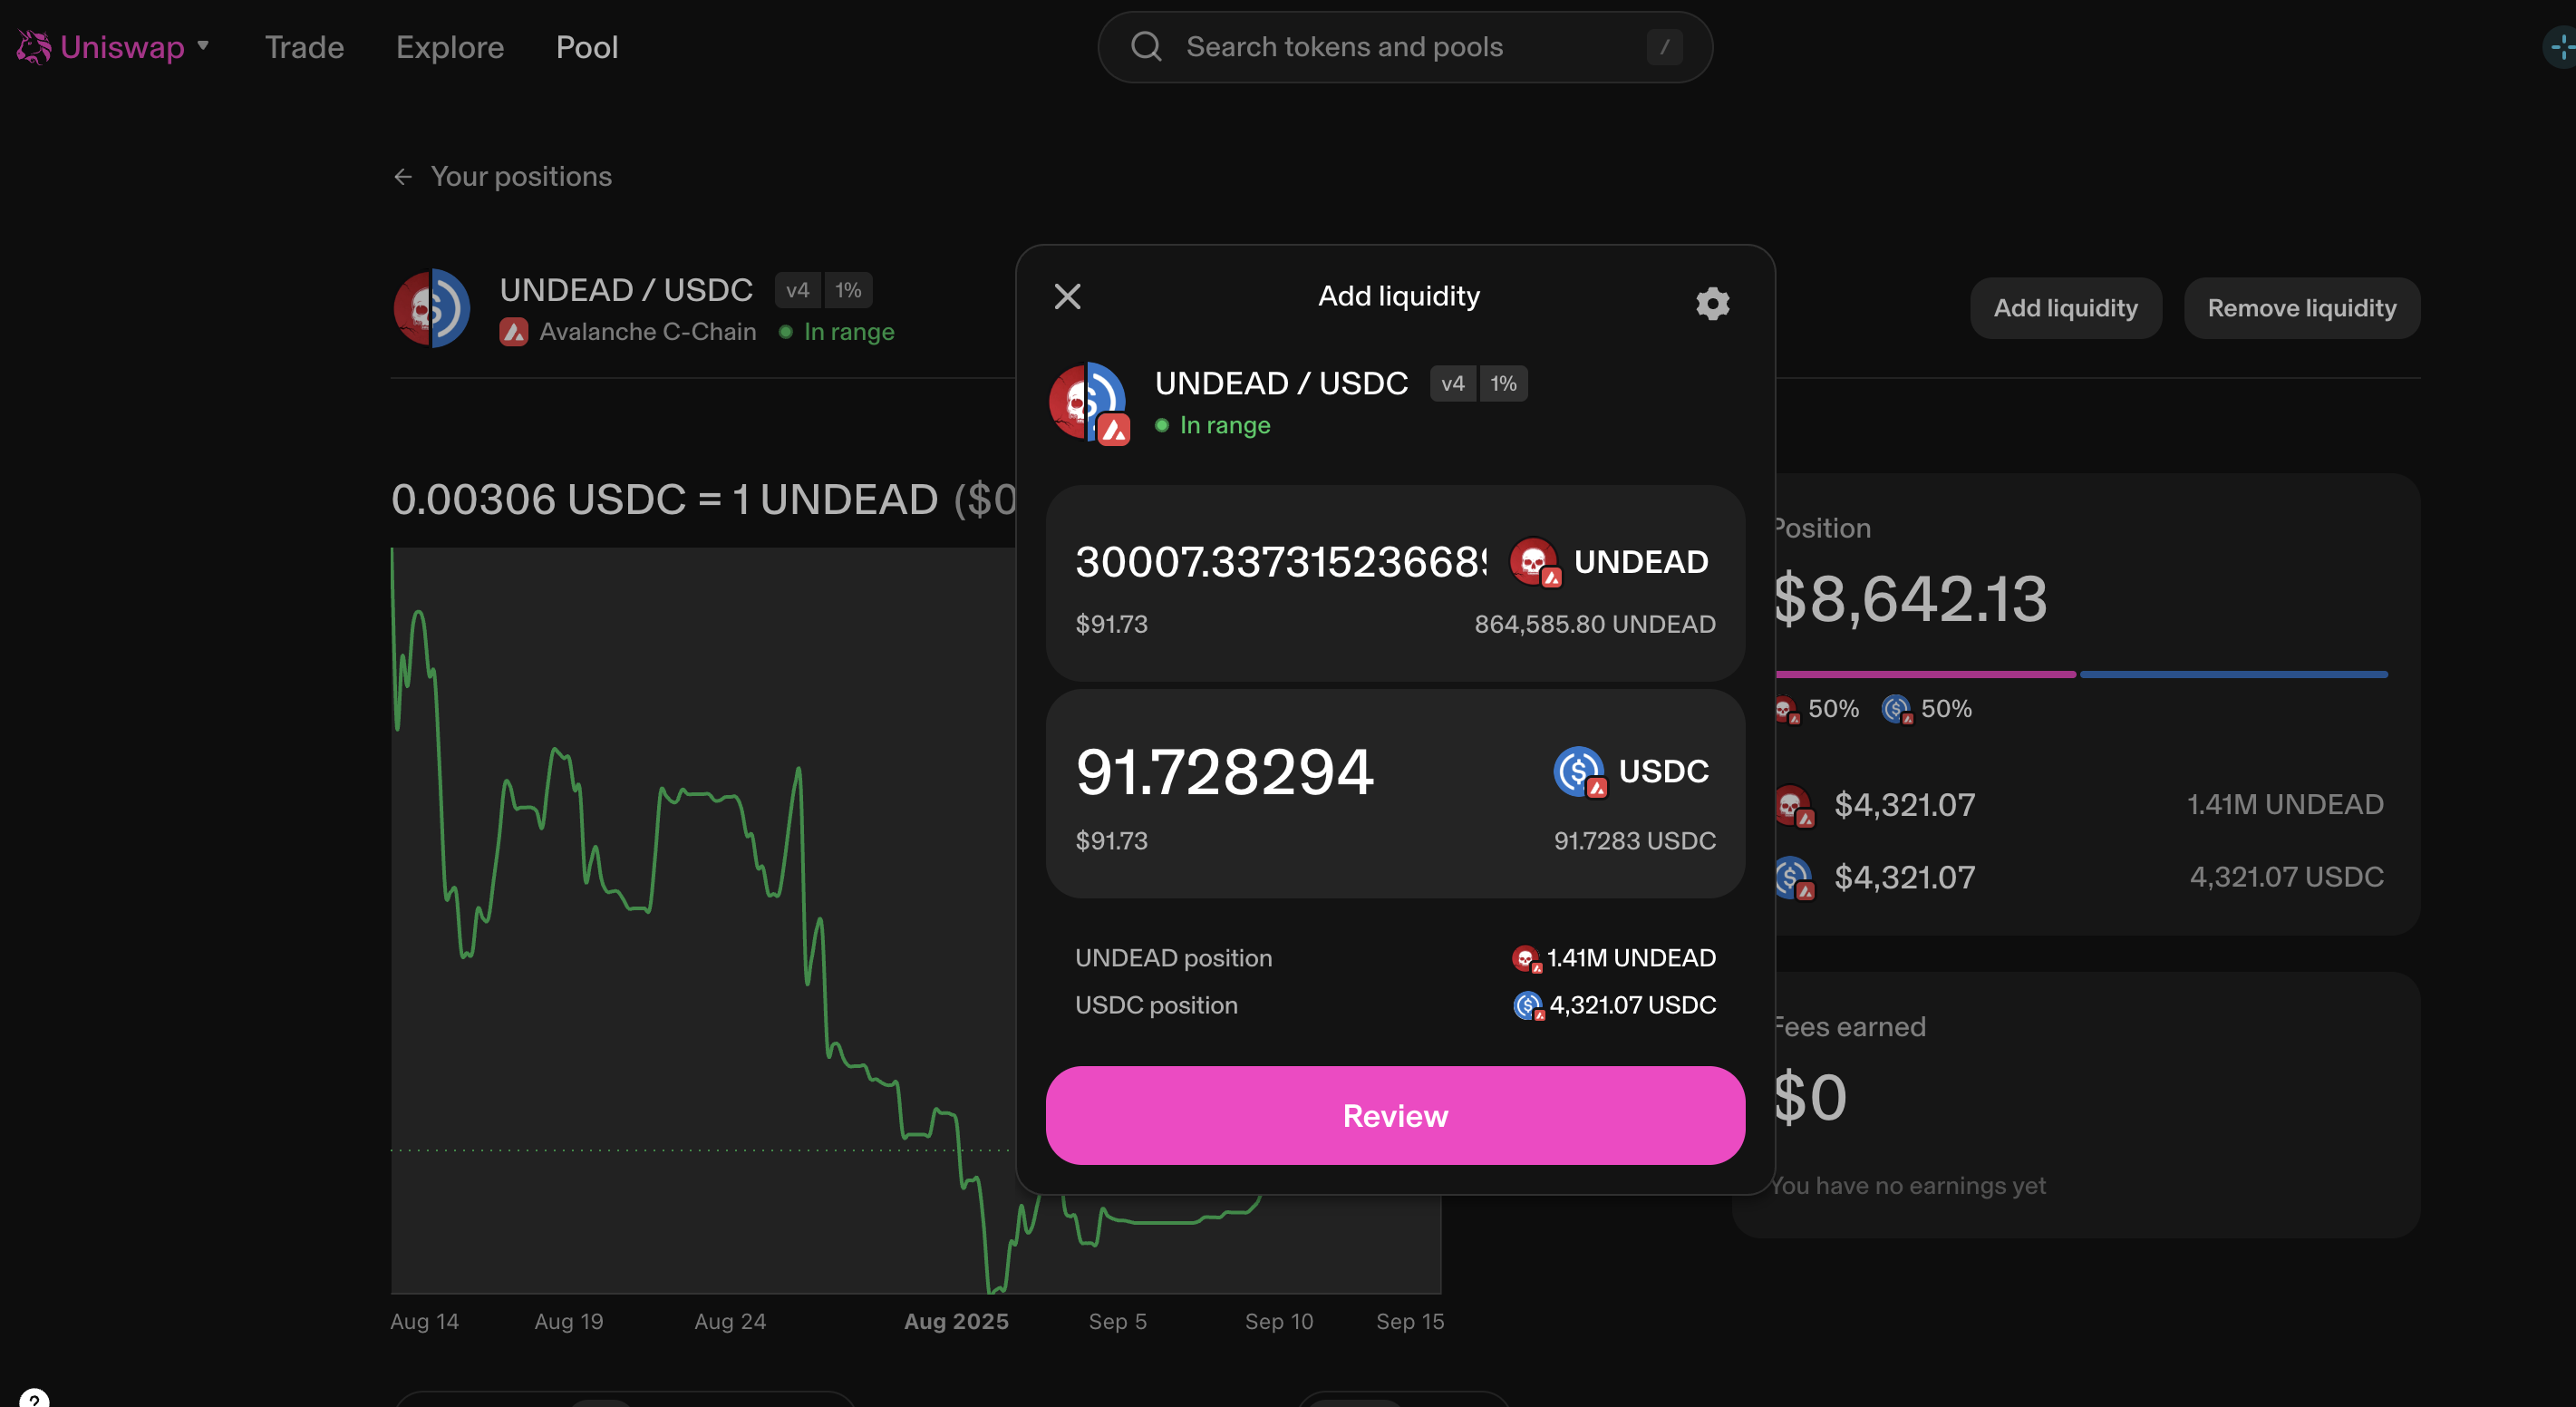 Uniswap
Trade
Explore
Pool
Search tokens and pools
/
← Your positions
UNDEAD / USDC v4 1%
Avalanche C-Chain In range
Add liquidity
Remove liquidity
0.00306 USDC = 1 UNDEAD ($0
Aug 14
Aug 19
Aug 24
Aug 2025
Sep 5
Sep 10
Sep 15
Add liquidity
UNDEAD / USDC v4 1%
In range
30007.3373152366 UNDEAD
$91.73 864,585.80 UNDEAD
91.728294 USDC
$91.73 91.7283 USDC
UNDEAD position 1.41M UNDEAD
USDC position 4,321.07 USDC
Review
Position
$8,642.13
50% 50%
$4,321.07 1.41M UNDEAD
$4,321.07 4,321.07 USDC
Fees earned
$0
You have no earnings yet
?